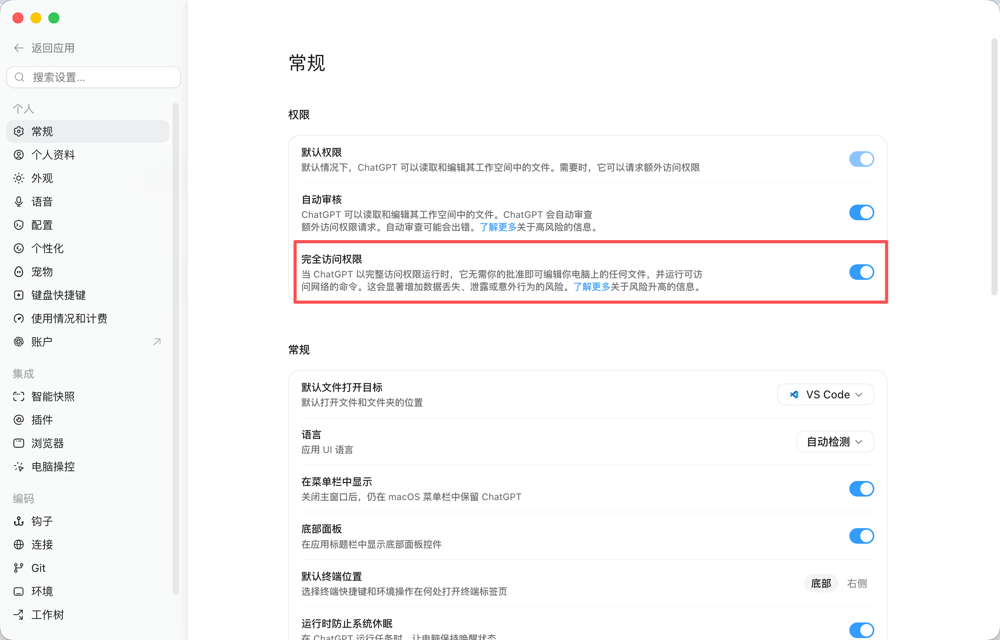 返回应用
搜索设置...
个人
常规
个人资料
外观
语音
配置
个性化
宠物
键盘快捷键
使用情况和计费
账户
集成
智能快照
插件
浏览器
电脑操控
编码
钩子
连接
Git
环境
工作树
常规
权限
默认权限
默认情况下，ChatGPT 可以读取和编辑其工作空间中的文件。需要时，它可以请求额外访问权限
自动审核
ChatGPT 可以读取和编辑其工作空间中的文件。ChatGPT 会自动审查
额外访问权限请求。自动审查可能会出错。了解更多关于高风险的信息。
完全访问权限
当 ChatGPT 以完整访问权限运行时，它无需你的批准即可编辑你电脑上的任何文件，并运行可访
问网络的命令。这会显著增加数据丢失、泄露或意外行为的风险。了解更多关于风险升高的信息。
常规
默认文件打开目标
默认打开文件和文件夹的位置
VS Code
语言
应用 UI 语言
自动检测
在菜单栏中显示
关闭主窗口后，仍在 macOS 菜单栏中保留 ChatGPT
底部面板
在应用标题栏中显示底部面板控件
默认终端位置
选择终端快捷键和环境操作在何处打开终端标签页
底部 右侧
运行时防止系统休眠
在 ChatGPT 运行任务时，让电脑保持唤醒状态